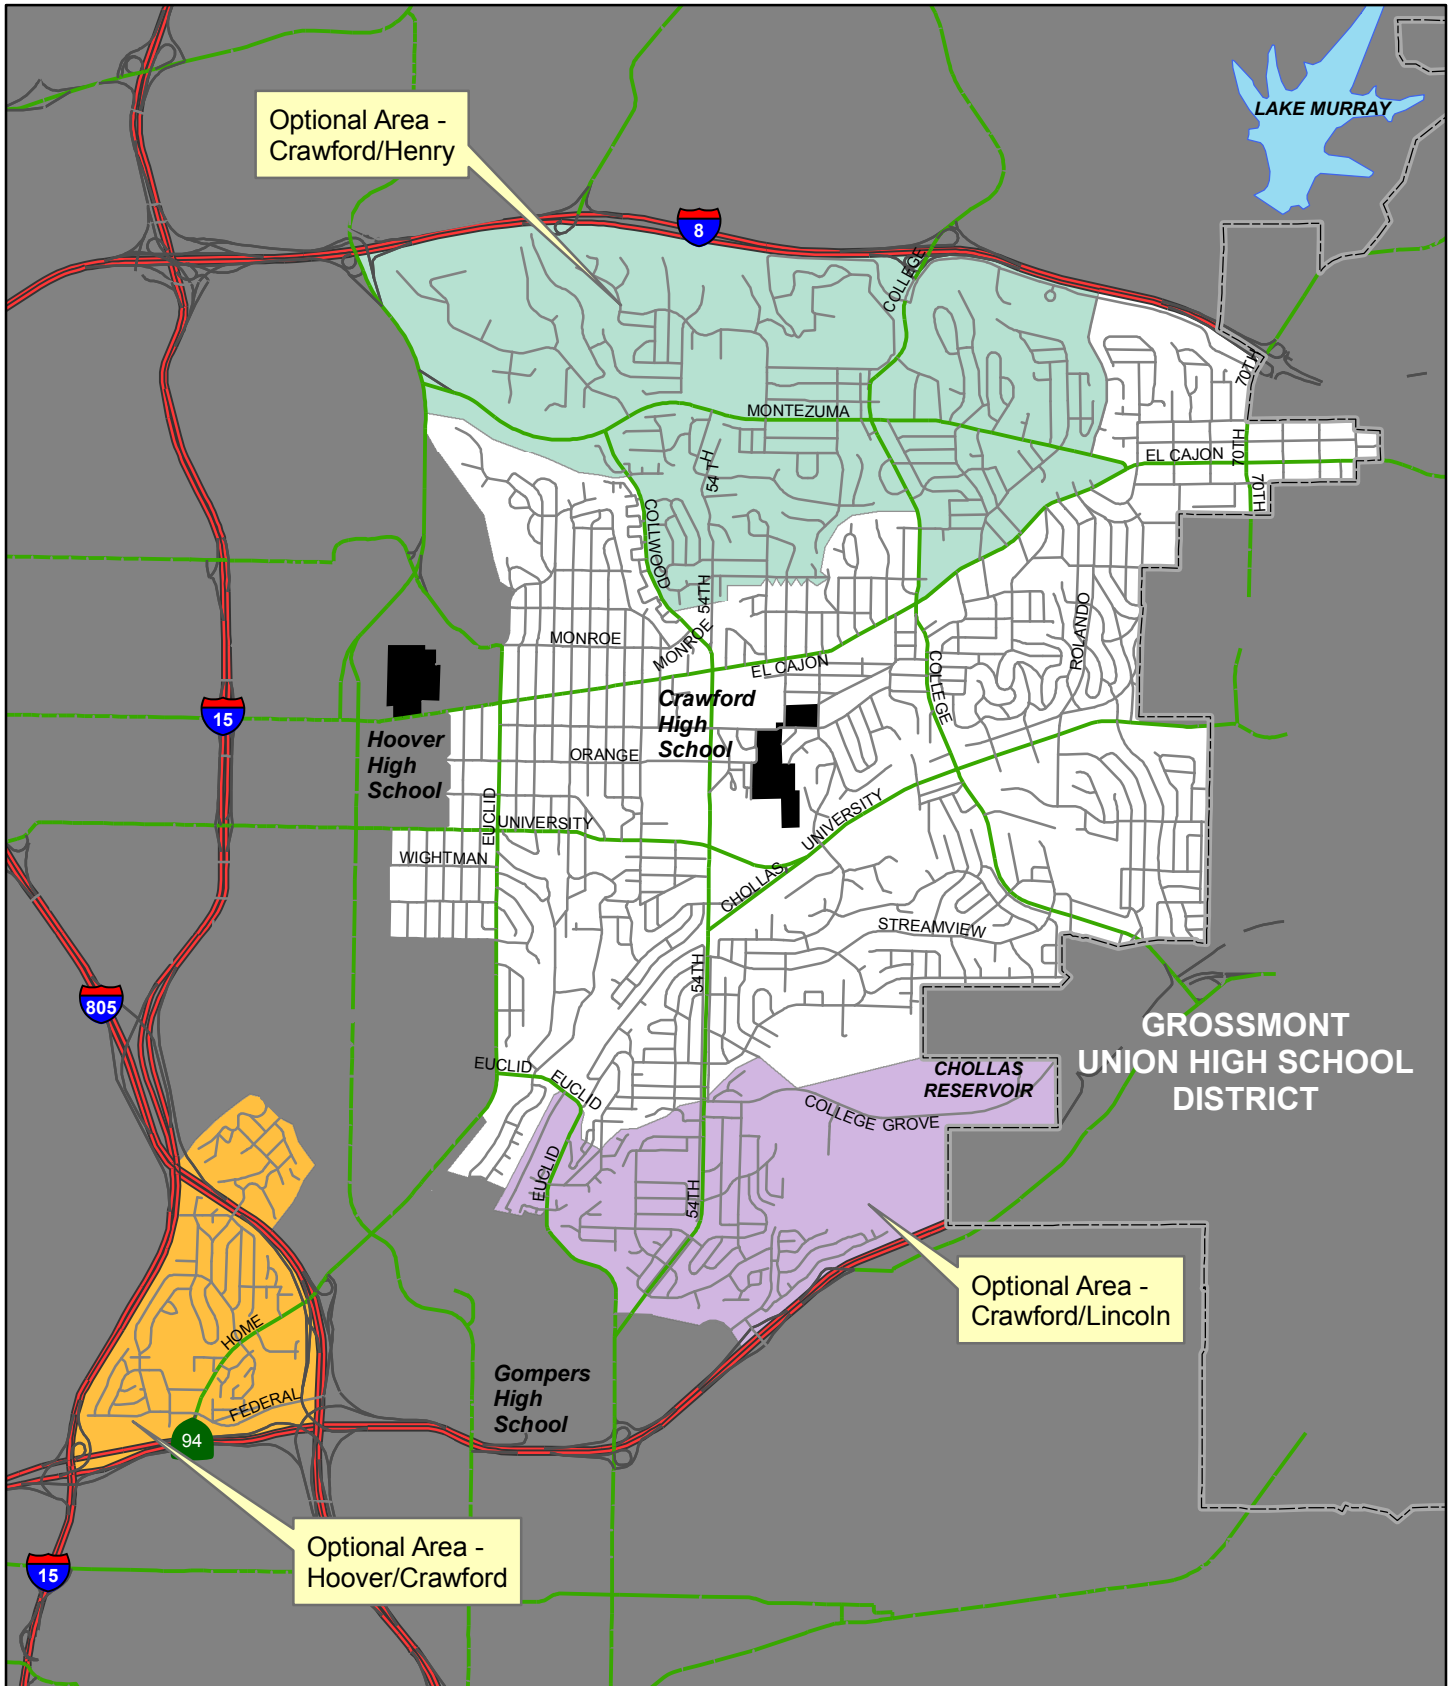 Optional Area -
Crawford/Henry
LAKE MURRAY
8
COLLEGE
70TH
MONTEZUMA
54 TH
EL CAJON
70TH
70TH
COLLWOOD
54TH
MONROE
MONROE
ROLANDO
EL CAJON
COLLEGE
Crawford
High
School
15
Hoover
High
School
ORANGE
EUCLID
UNIVERSITY
UNIVERSITY
WIGHTMAN
CHOLLAS
STREAMVIEW
54TH
805
GROSSMONT
UNION HIGH SCHOOL
DISTRICT
EUCLID
EUCLID
CHOLLAS
RESERVOIR
COLLEGE GROVE
EUCLID
54TH
Optional Area -
Crawford/Lincoln
HOME
FEDERAL
94
Gompers
High
School
Optional Area -
Hoover/Crawford
15